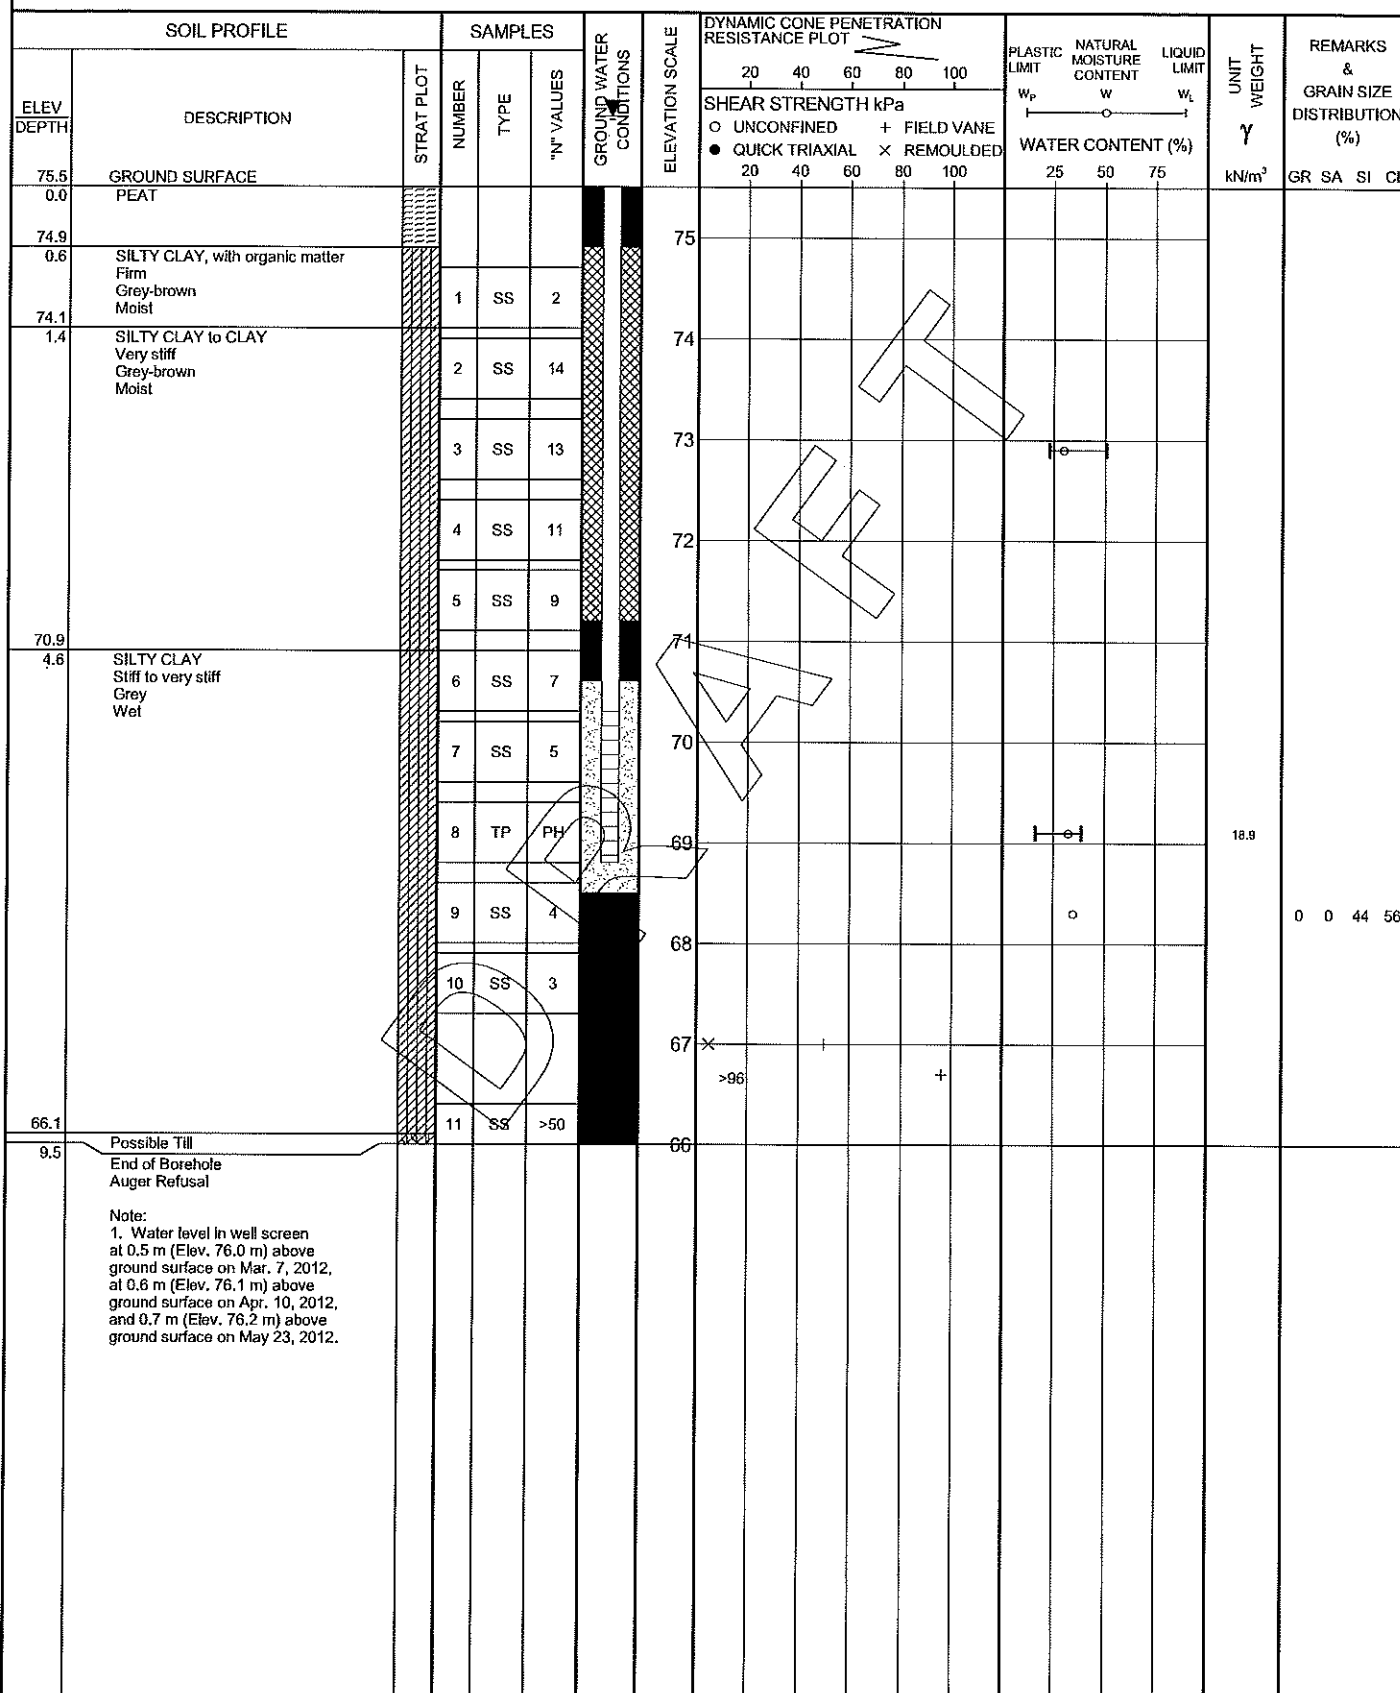 SOIL PROFILE
SAMPLES
GROUND WATER CONDITIONS
ELEVATION SCALE
DYNAMIC CONE PENETRATION
RESISTANCE PLOT
20 40 60 80 100
SHEAR STRENGTH kPa
○ UNCONFINED + FIELD VANE
● QUICK TRIAXIAL × REMOULDED
20 40 60 80 100
PLASTIC LIMIT
NATURAL MOISTURE CONTENT
LIQUID LIMIT
WP W WL
WATER CONTENT (%)
25 50 75
UNIT WEIGHT
γ
kN/m³
REMARKS
&
GRAIN SIZE
DISTRIBUTION
(%)
GR SA SI
ELEV
DEPTH
DESCRIPTION
STRAT PLOT
NUMBER
TYPE
"N" VALUES
75.5 GROUND SURFACE
0.0 PEAT
74.9
0.6 SILTY CLAY, with organic matter
Firm
Grey-brown
Moist
74.1
1.4 SILTY CLAY to CLAY
Very stiff
Grey-brown
Moist
70.9
4.6 SILTY CLAY
Stiff to very stiff
Grey
Wet
66.1
Possible Till
9.5
End of Borehole
Auger Refusal
Note:
1. Water level in well screen
at 0.5 m (Elev. 76.0 m) above
ground surface on Mar. 7, 2012,
at 0.6 m (Elev. 76.1 m) above
ground surface on Apr. 10, 2012,
and 0.7 m (Elev. 76.2 m) above
ground surface on May 23, 2012.
1 SS 2
2 SS 14
3 SS 13
4 SS 11
5 SS 9
6 SS 7
7 SS 5
8 TP PH
9 SS 4
10 SS 3
11 SS >50
75
74
73
72
71
70
69
68
67
66
>96
18.9
0 0 44 56
DRAFT